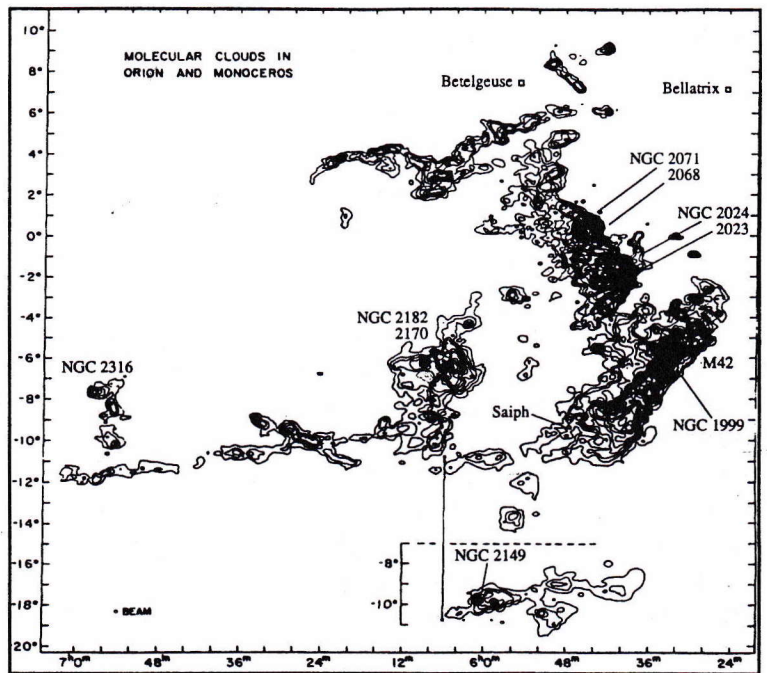 10°
MOLECULAR CLOUDS IN
ORION AND MONOCEROS
8°
Betelgeuse
Bellatrix
6°
4°
NGC 2071
2068
2°
NGC 2024
2023
0°
-2°
-4°
NGC 2182
2170
-6°
NGC 2316
M42
-8°
Saiph
NGC 1999
-10°
-12°
-14°
-16°
NGC 2149
-8°
-10°
-18°
BEAM
20°
7ʰ0ᵐ 48ᵐ 36ᵐ 24ᵐ 12ᵐ 6ʰ0ᵐ 48ᵐ 36ᵐ 24ᵐ